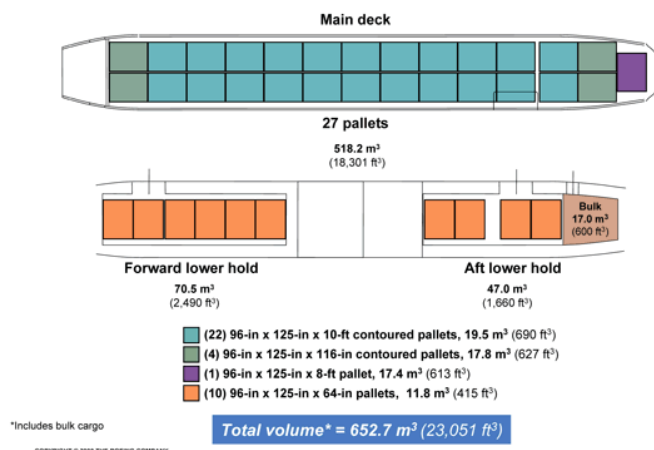 Main deck
27 pallets
518.2 m³
(18,301 ft³)
Bulk
17.0 m³
(600 ft³)
Forward lower hold
70.5 m³
(2,490 ft³)
Aft lower hold
47.0 m³
(1,660 ft³)
(22) 96-in x 125-in x 10-ft contoured pallets, 19.5 m³ (690 ft³)
(4) 96-in x 125-in x 116-in contoured pallets, 17.8 m³ (627 ft³)
(1) 96-in x 125-in x 8-ft pallet, 17.4 m³ (613 ft³)
(10) 96-in x 125-in x 64-in pallets, 11.8 m³ (415 ft³)
*Includes bulk cargo
Total volume* = 652.7 m³ (23,051 ft³)